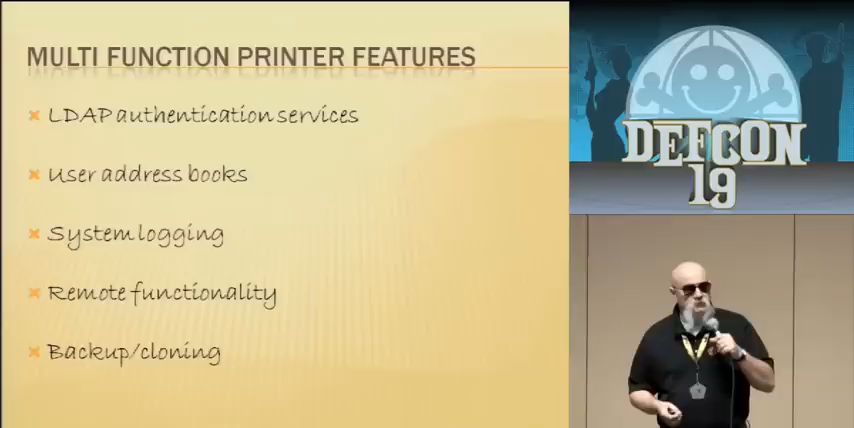 MULTI FUNCTION PRINTER FEATURES
LDAP authentication services
User address books
System logging
Remote functionality
Backup/cloning
DEFCON
19